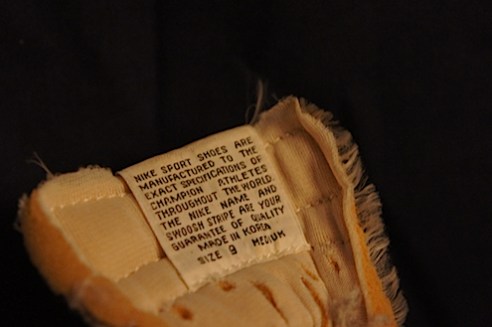 NIKE SPORT SHOES ARE
MANUFACTURED TO THE
EXACT SPECIFICATIONS OF
CHAMPION ATHLETES
THROUGHOUT THE WORLD.
THE NIKE NAME AND
SWOOSH STRIPE ARE YOUR
GUARANTEE OF QUALITY
MADE IN KOREA
SIZE 8 MEDIUM